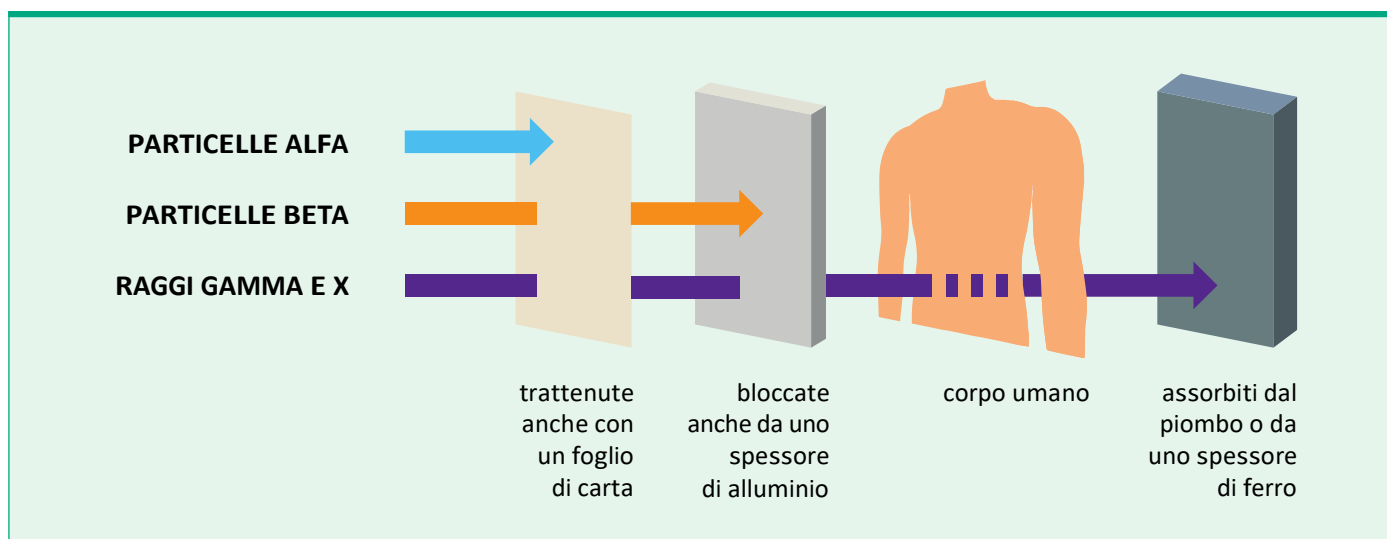 PARTICELLE ALFA
PARTICELLE BETA
RAGGI GAMMA E X
trattenute
anche con
un foglio
di carta
bloccate
anche da uno
spessore
di alluminio
corpo umano
assorbiti dal
piombo o da
uno spessore
di ferro